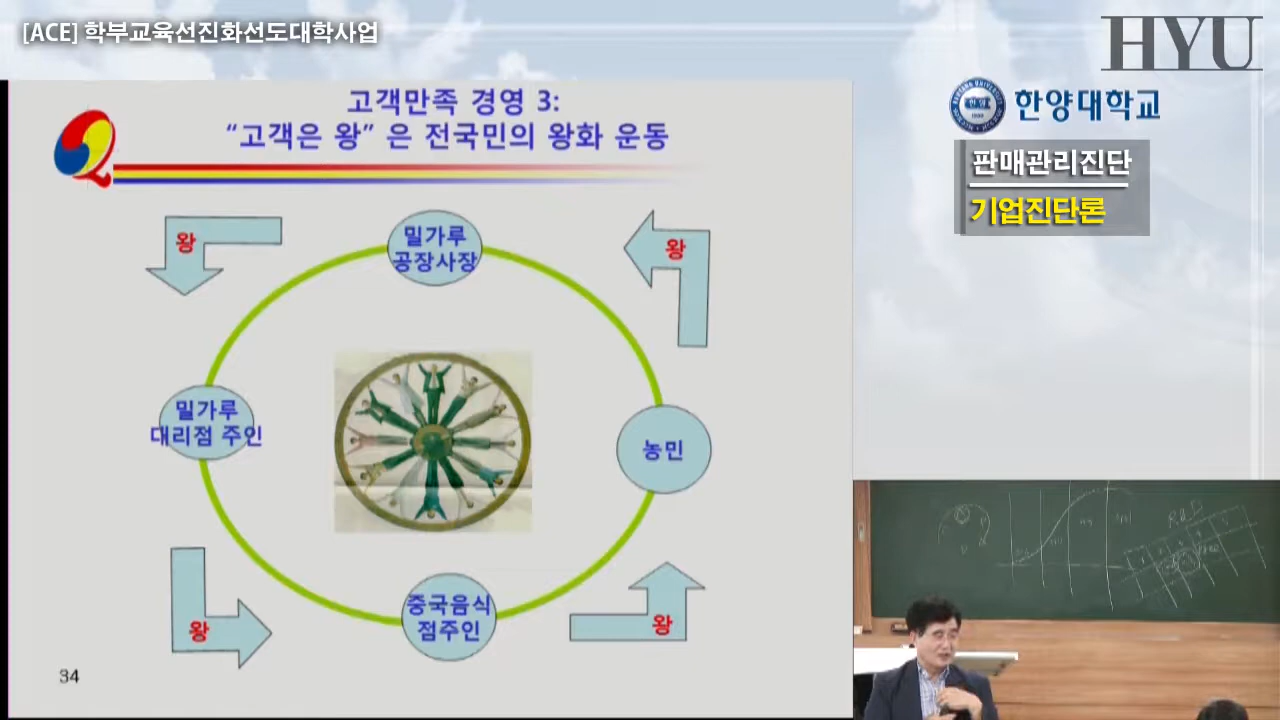 [ACE] 학부교육선진화선도대학사업
HYU
한양대학교
판매관리진단
기업진단론
고객만족 경영 3:
“고객은 왕” 은 전국민의 왕화 운동
왕
밀가루
공장사장
왕
밀가루
대리점 주인
농민
왕
중국음식
점주인
왕
34